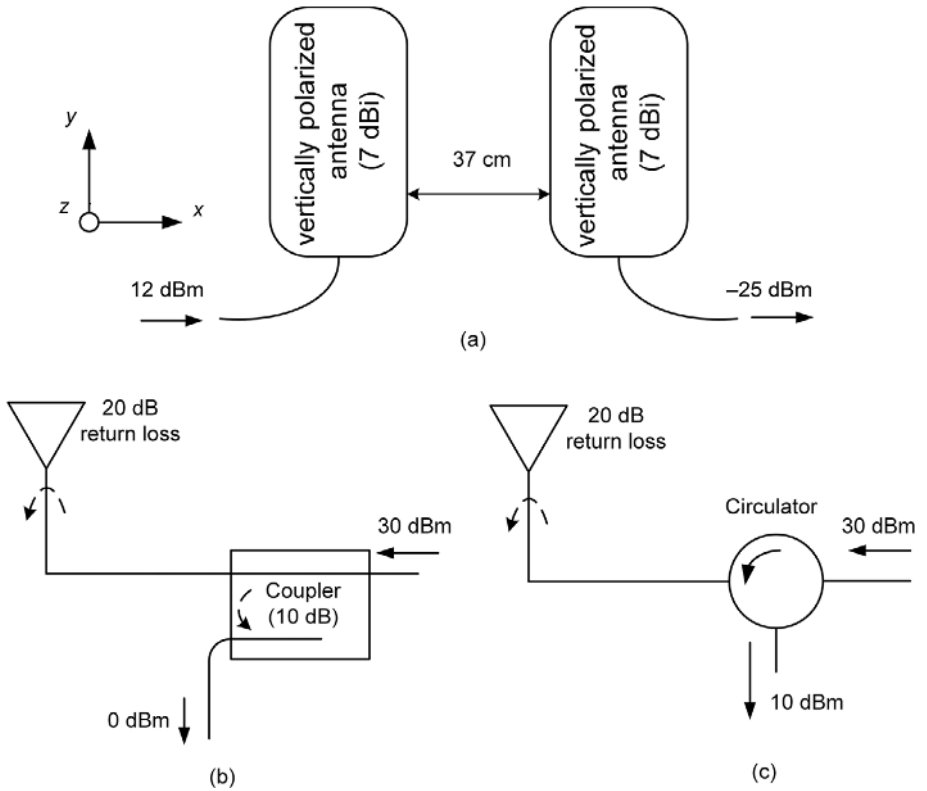 y
z
x
vertically polarized
antenna
(7 dBi)
37 cm
vertically polarized
antenna
(7 dBi)
12 dBm
–25 dBm
(a)
20 dB
return loss
30 dBm
Coupler
(10 dB)
0 dBm
(b)
20 dB
return loss
Circulator
30 dBm
10 dBm
(c)